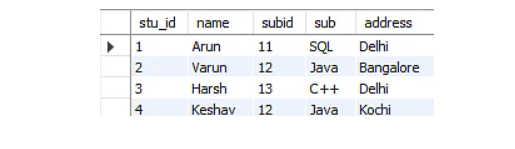 stu_id name subid sub address
1 Arun 11 SQL Delhi
2 Varun 12 Java Bangalore
3 Harsh 13 C++ Delhi
4 Keshav 12 Java Kochi